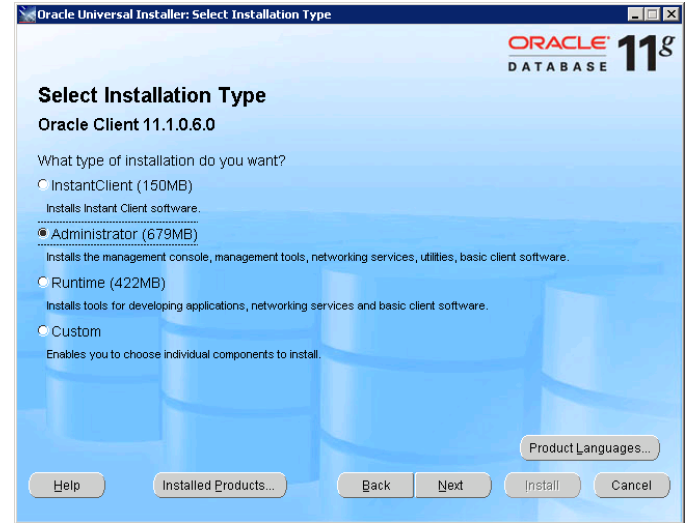 Oracle Universal Installer: Select Installation Type
ORACLE
DATABASE
11g
Select Installation Type
Oracle Client 11.1.0.6.0
What type of installation do you want?
InstantClient (150MB)
Installs Instant Client software.
Administrator (679MB)
Installs the management console, management tools, networking services, utilities, basic client software.
Runtime (422MB)
Installs tools for developing applications, networking services and basic client software.
Custom
Enables you to choose individual components to install.
Product Languages...
Help
Installed Products...
Back
Next
Install
Cancel